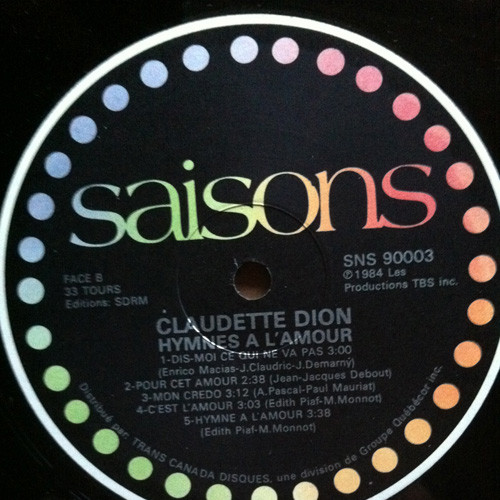 saisons
FACE B
33 TOURS
Editions: SDRM
SNS 90003
℗1984 Les
Productions TBS inc.
CLAUDETTE DION
HYMNES A L'AMOUR
1-DIS-MOI CE QUI NE VA PAS 3:00
(Enrico Macias-J.Claudric-J.Demarny)
2-POUR CET AMOUR 2:38 (Jean-Jacques Debout)
3-MON CREDO 3:12 (A.Pascal-Paul Mauriat)
4-C'EST L'AMOUR 3:03 (Edith Piaf-M.Monnot)
5-HYMNE A L'AMOUR 3:38
(Edith Piaf-M.Monnot)
Distribué par: TRANS CANADA DISQUES, une division de Groupe Québécor inc.